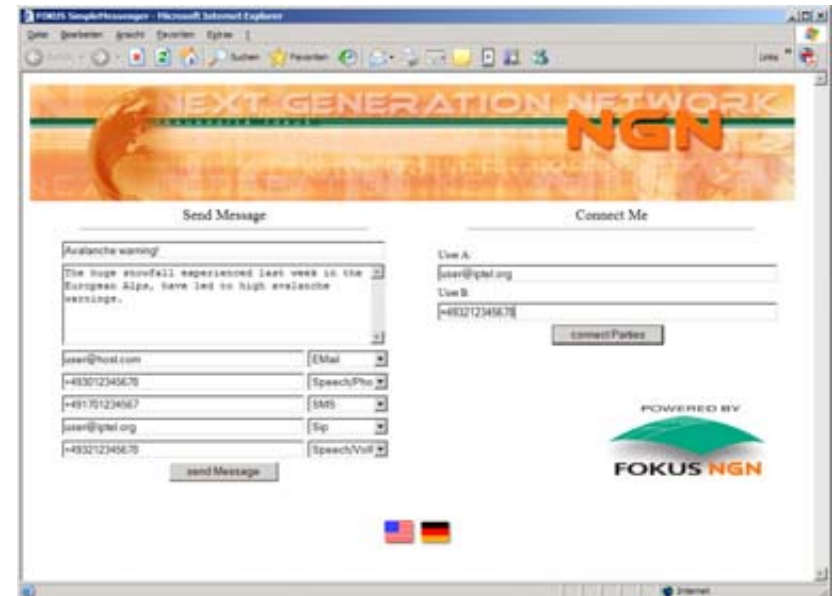 FOKUS SimpleMessenger - Microsoft Internet Explorer
Datei Bearbeiten Ansicht Favoriten Extras ?
Suchen Favoriten Links »
NEXT GENERATION NETWORK
NGN
Send Message
Avalanche warning!
The huge snowfall experienced last week in the
European Alps, have led to high avalanche
warnings.
user@host.com EMail
+493012345678 Speech/Pho
+491701234567 SMS
user@iptel.org Sip
+493212345678 Speech/VoIP
send Message
Connect Me
User A:
user@iptel.org
User B:
+493212345678
connect Parties
POWERED BY
FOKUS NGN
Internet